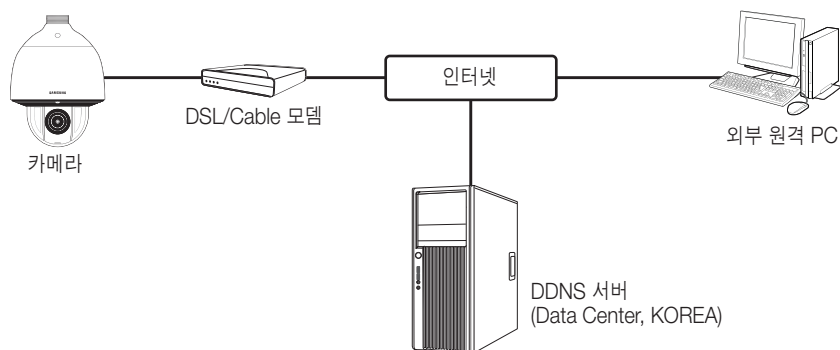 인터넷
SAMSUNG
DSL/Cable 모뎀
외부 원격 PC
카메라
DDNS 서버
(Data Center, KOREA)